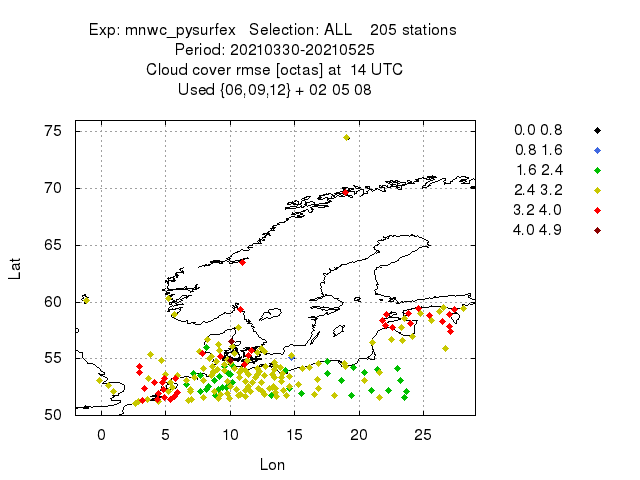 Exp: mnwc_pysurfex   Selection: ALL    205 stations
Period: 20210330-20210525
Cloud cover rmse [octas] at  14 UTC
Used {06,09,12} + 02 05 08
75
70
65
60
55
50
Lat
0 5 10 15 20 25
Lon
0.0 0.8
0.8 1.6
1.6 2.4
2.4 3.2
3.2 4.0
4.0 4.9